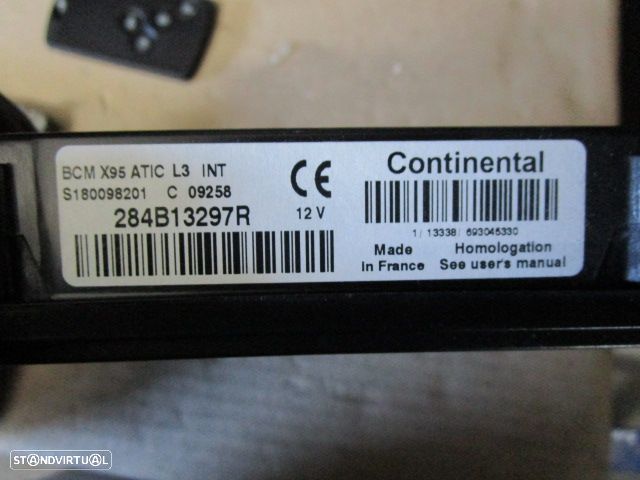 BCM X95 ATIC L3 INT
S180098201 C 09258
284B13297R
12 V
CE
Continental
1/ 13338/ 693045330
Made
In France
Homologation
See user's manual
STANDVIRTUAL